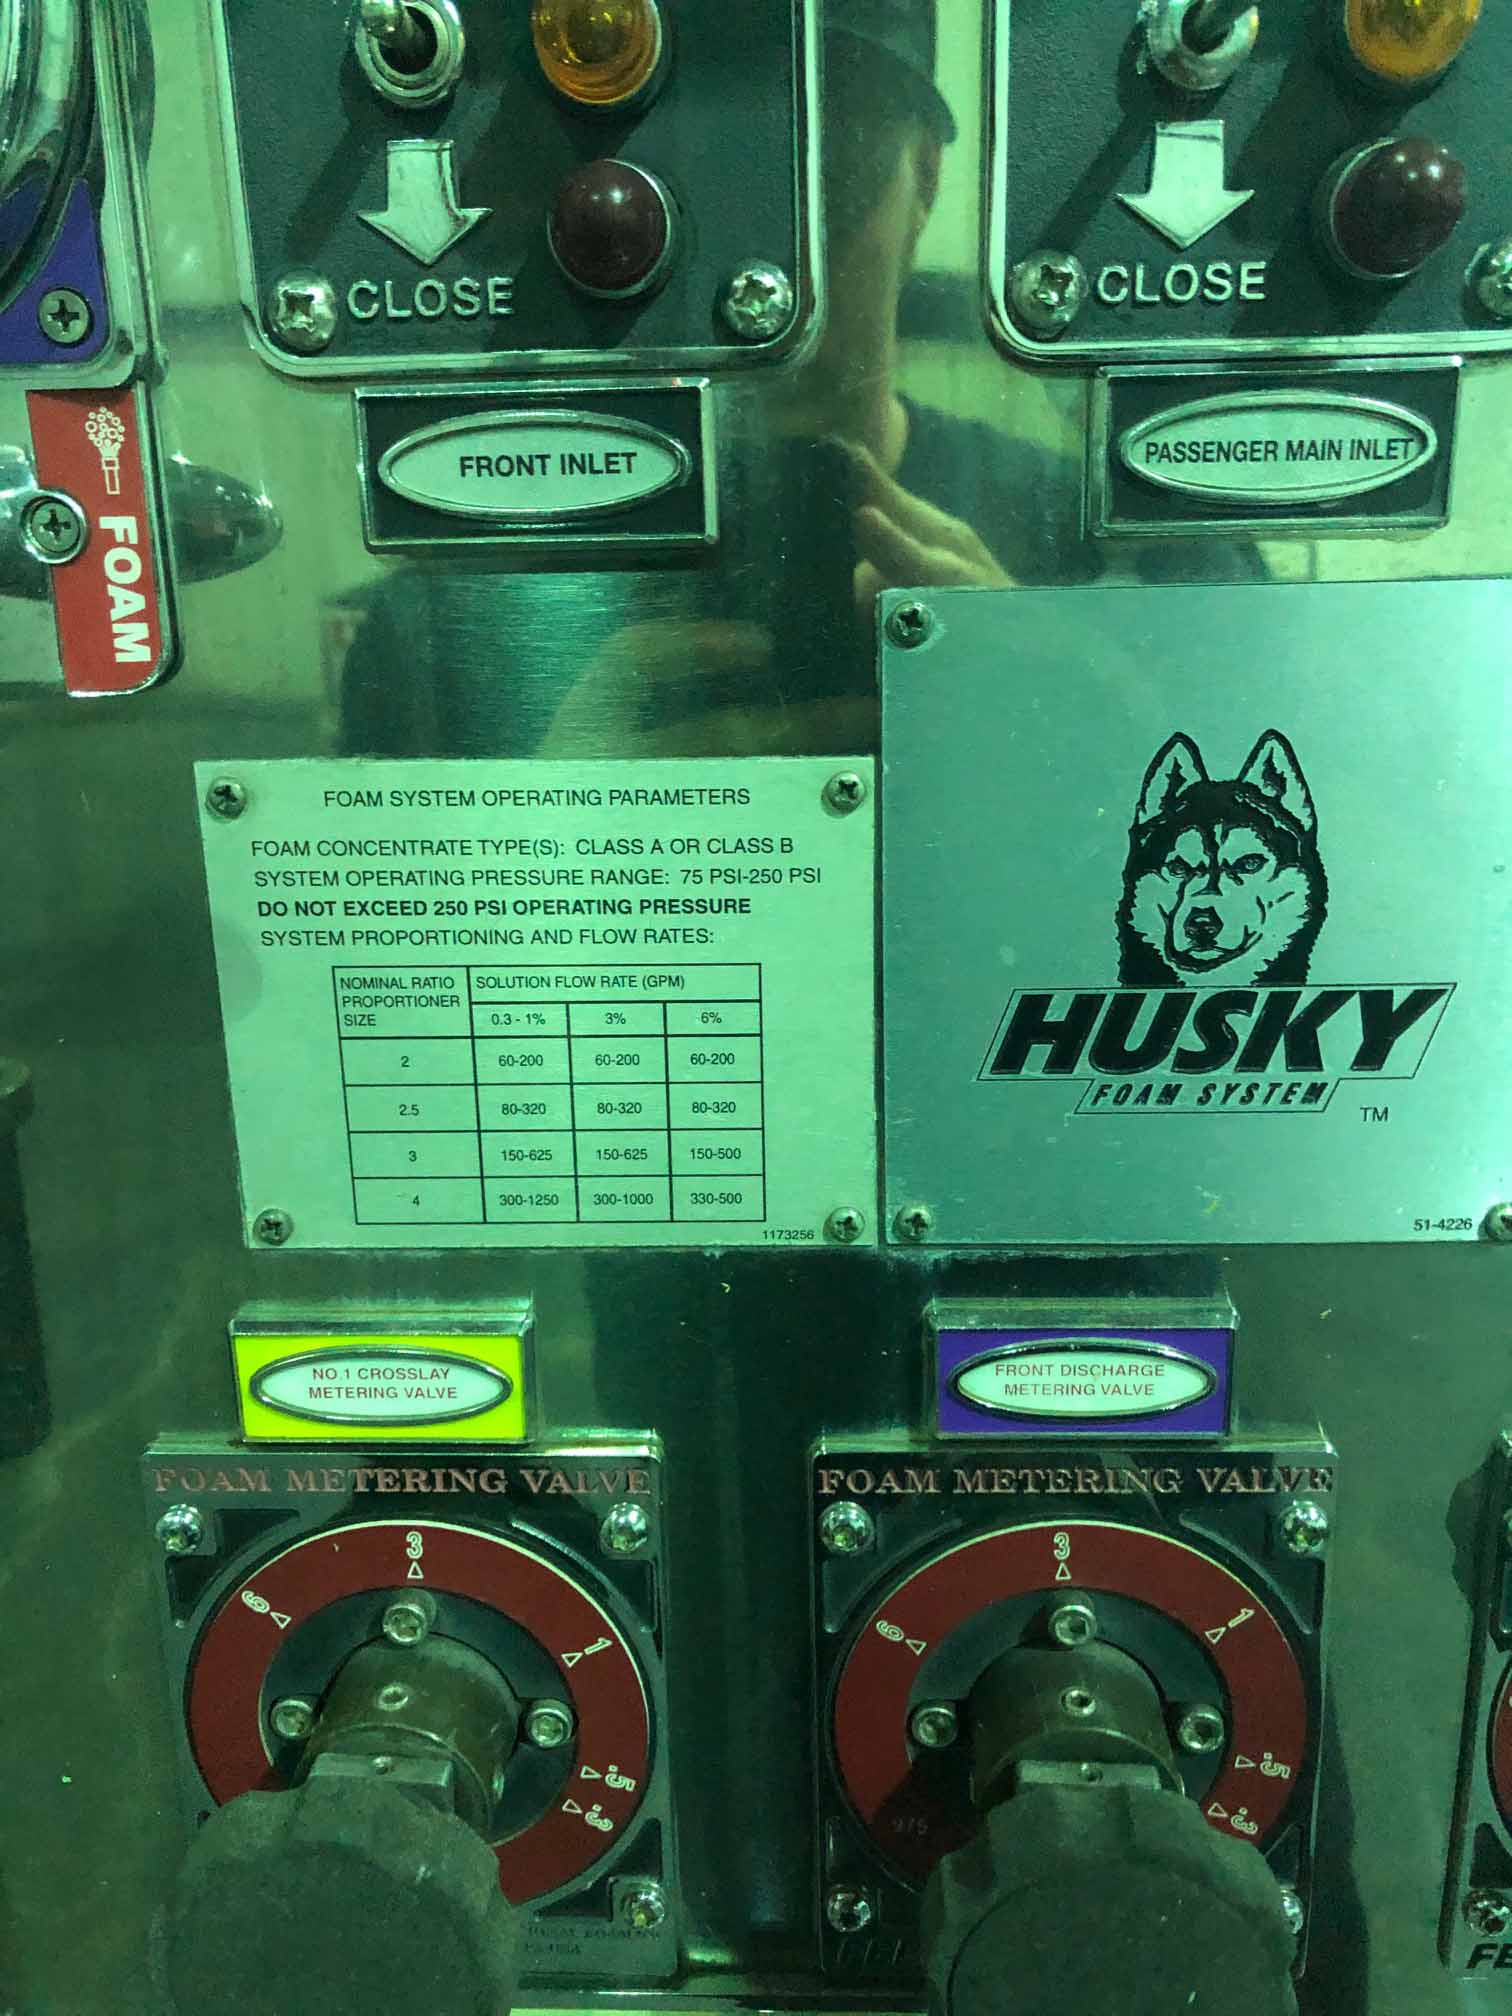 CLOSE
CLOSE
FRONT INLET
PASSENGER MAIN INLET
FOAM
FOAM SYSTEM OPERATING PARAMETERS
FOAM CONCENTRATE TYPE(S): CLASS A OR CLASS B
SYSTEM OPERATING PRESSURE RANGE: 75 PSI-250 PSI
DO NOT EXCEED 250 PSI OPERATING PRESSURE
SYSTEM PROPORTIONING AND FLOW RATES:
NOMINAL RATIO PROPORTIONER SIZE SOLUTION FLOW RATE (GPM)
0.3 - 1% 3% 6%
2 60-200 60-200 60-200
2.5 80-320 80-320 80-320
3 150-625 150-625 150-500
4 300-1250 300-1000 330-500
1173256
HUSKY
FOAM SYSTEM
TM
51-4226
NO.1 CROSSLAY
METERING VALVE
FRONT DISCHARGE
METERING VALVE
FOAM METERING VALVE
6 3 1 .5 .3
FOAM METERING VALVE
6 3 1 .5 .3